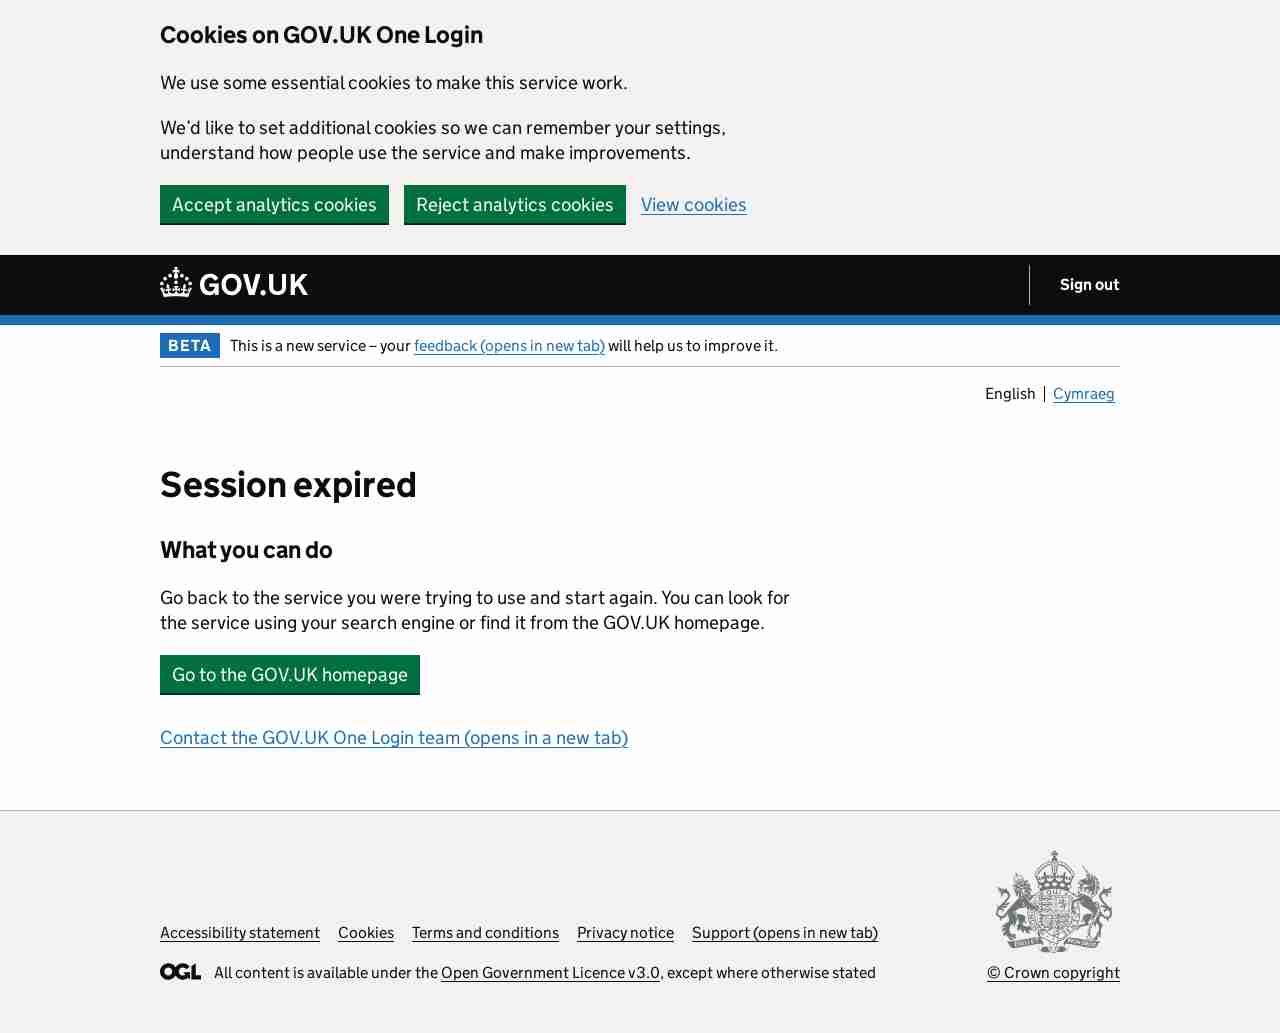 Cookies on GOV.UK One Login
We use some essential cookies to make this service work.
We’d like to set additional cookies so we can remember your settings,
understand how people use the service and make improvements.
Accept analytics cookies Reject analytics cookies View cookies
GOV.UK Sign out
BETA This is a new service – your feedback (opens in new tab) will help us to improve it.
English Cymraeg
Session expired
What you can do
Go back to the service you were trying to use and start again. You can look for
the service using your search engine or find it from the GOV.UK homepage.
Go to the GOV.UK homepage
Contact the GOV.UK One Login team (opens in a new tab)
Accessibility statement Cookies Terms and conditions Privacy notice Support (opens in new tab)
OGL All content is available under the Open Government Licence v3.0, except where otherwise stated
© Crown copyright